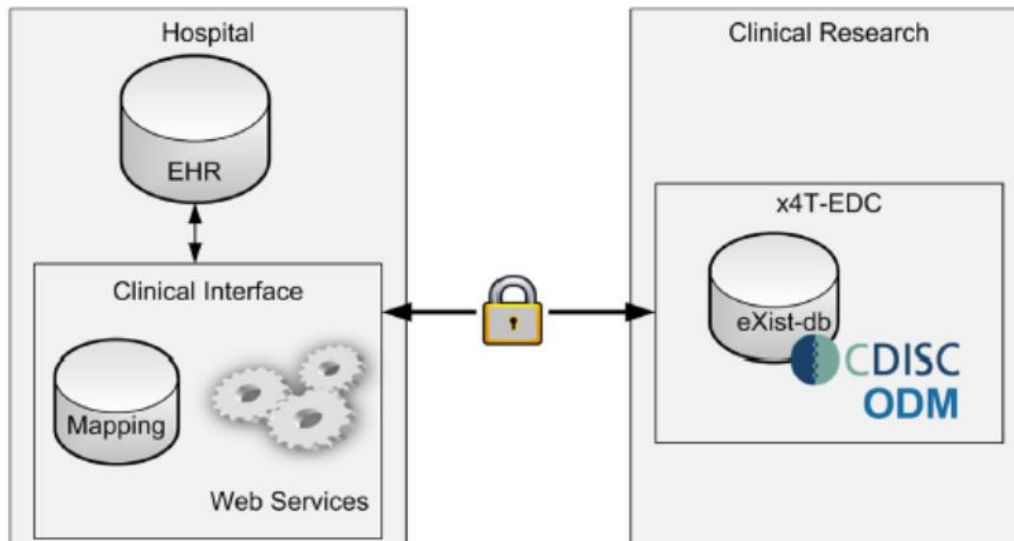 Hospital
EHR
Clinical Interface
Mapping
Web Services
Clinical Research
x4T-EDC
eXist-db
CDISC
ODM